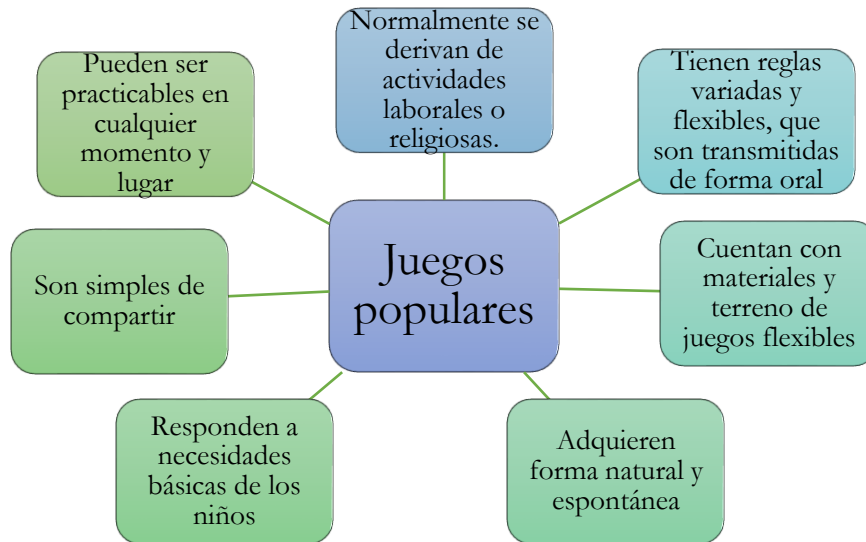 Normalmente se
derivan de
actividades
laborales o
religiosas.
Tienen reglas
variadas y
flexibles, que
son transmitidas
de forma oral
Cuentan con
materiales y
terreno de
juegos flexibles
Adquieren
forma natural y
espontánea
Responden a
necesidades
básicas de los
niños
Son simples de
compartir
Pueden ser
practicables en
cualquier
momento y
lugar
Juegos
populares